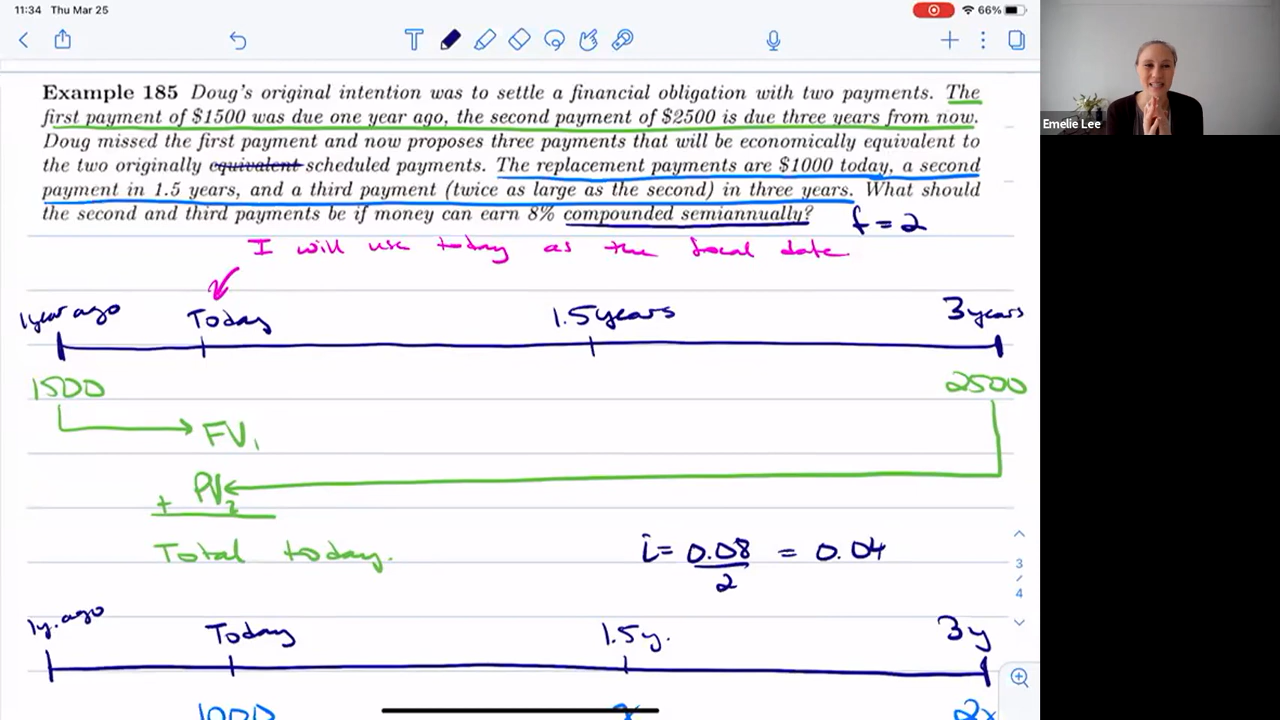 11:34 Thu Mar 25
66%
T
Example 185 Doug's original intention was to settle a financial obligation with two payments. The
first payment of $1500 was due one year ago, the second payment of $2500 is due three years from now.
Doug missed the first payment and now proposes three payments that will be economically equivalent to
the two originally equivalent scheduled payments. The replacement payments are $1000 today, a second
payment in 1.5 years, and a third payment (twice as large as the second) in three years. What should
the second and third payments be if money can earn 8% compounded semiannually? f = 2
I will use today as the focal date.
1 year ago Today 1.5 years 3 years
1500 2500
FV1
+ PV2
Total today.
i = 0.08 / 2 = 0.04
3 / 4
1y. ago Today 1.5 y. 3 y
1000 x 2x
Emelie Lee